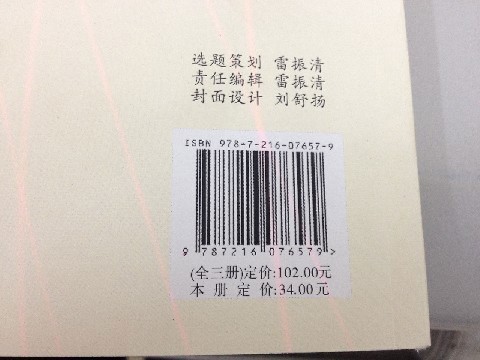 选题策划 雷振清
责任编辑 雷振清
封面设计 刘舒扬
ISBN 978-7-216-07657-9
9 787216 076579>
(全三册)定价:102.00元
本册定价:34.00元